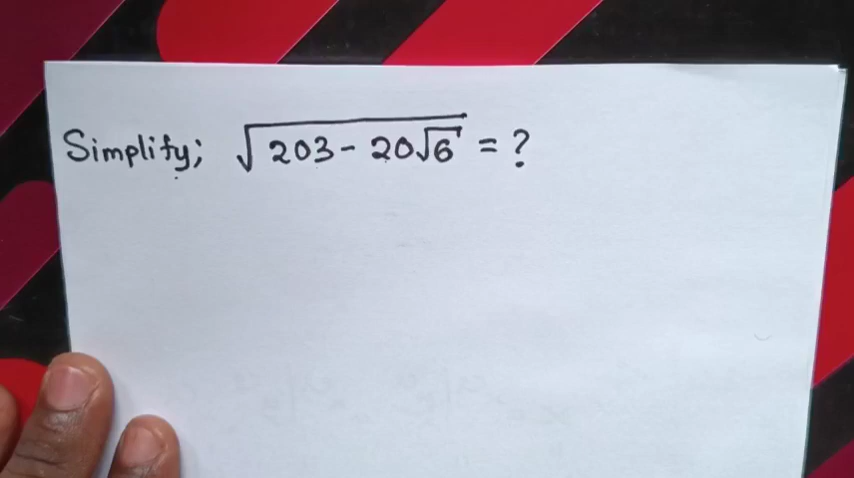 Simplify; √(203 - 20√6) = ?